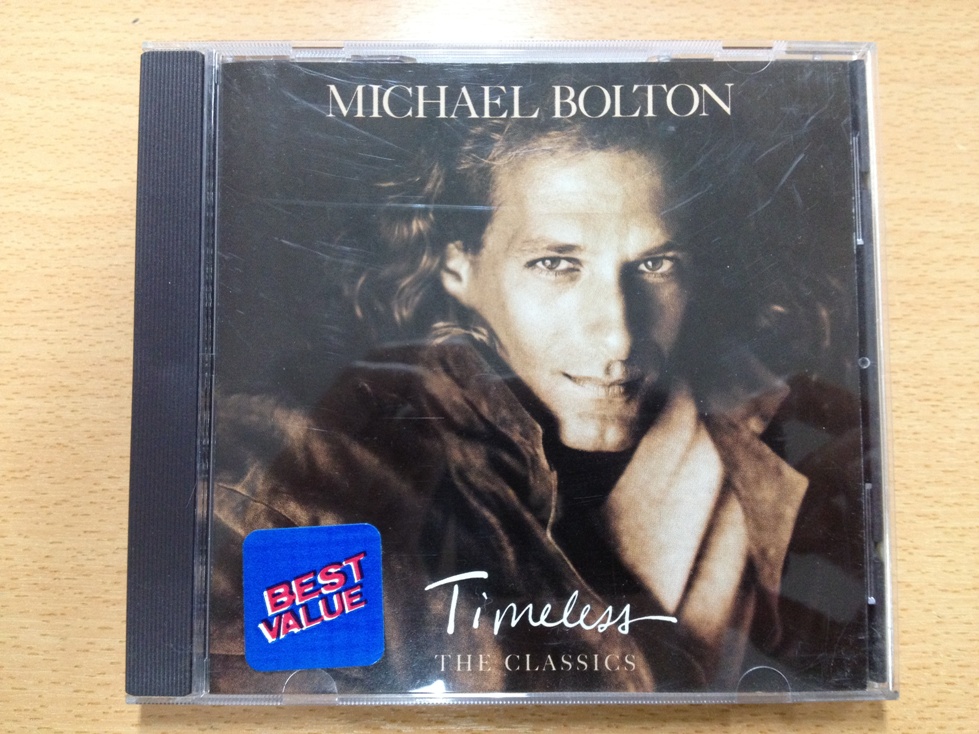 MICHAEL BOLTON
BEST
VALUE
Timeless
THE CLASSICS